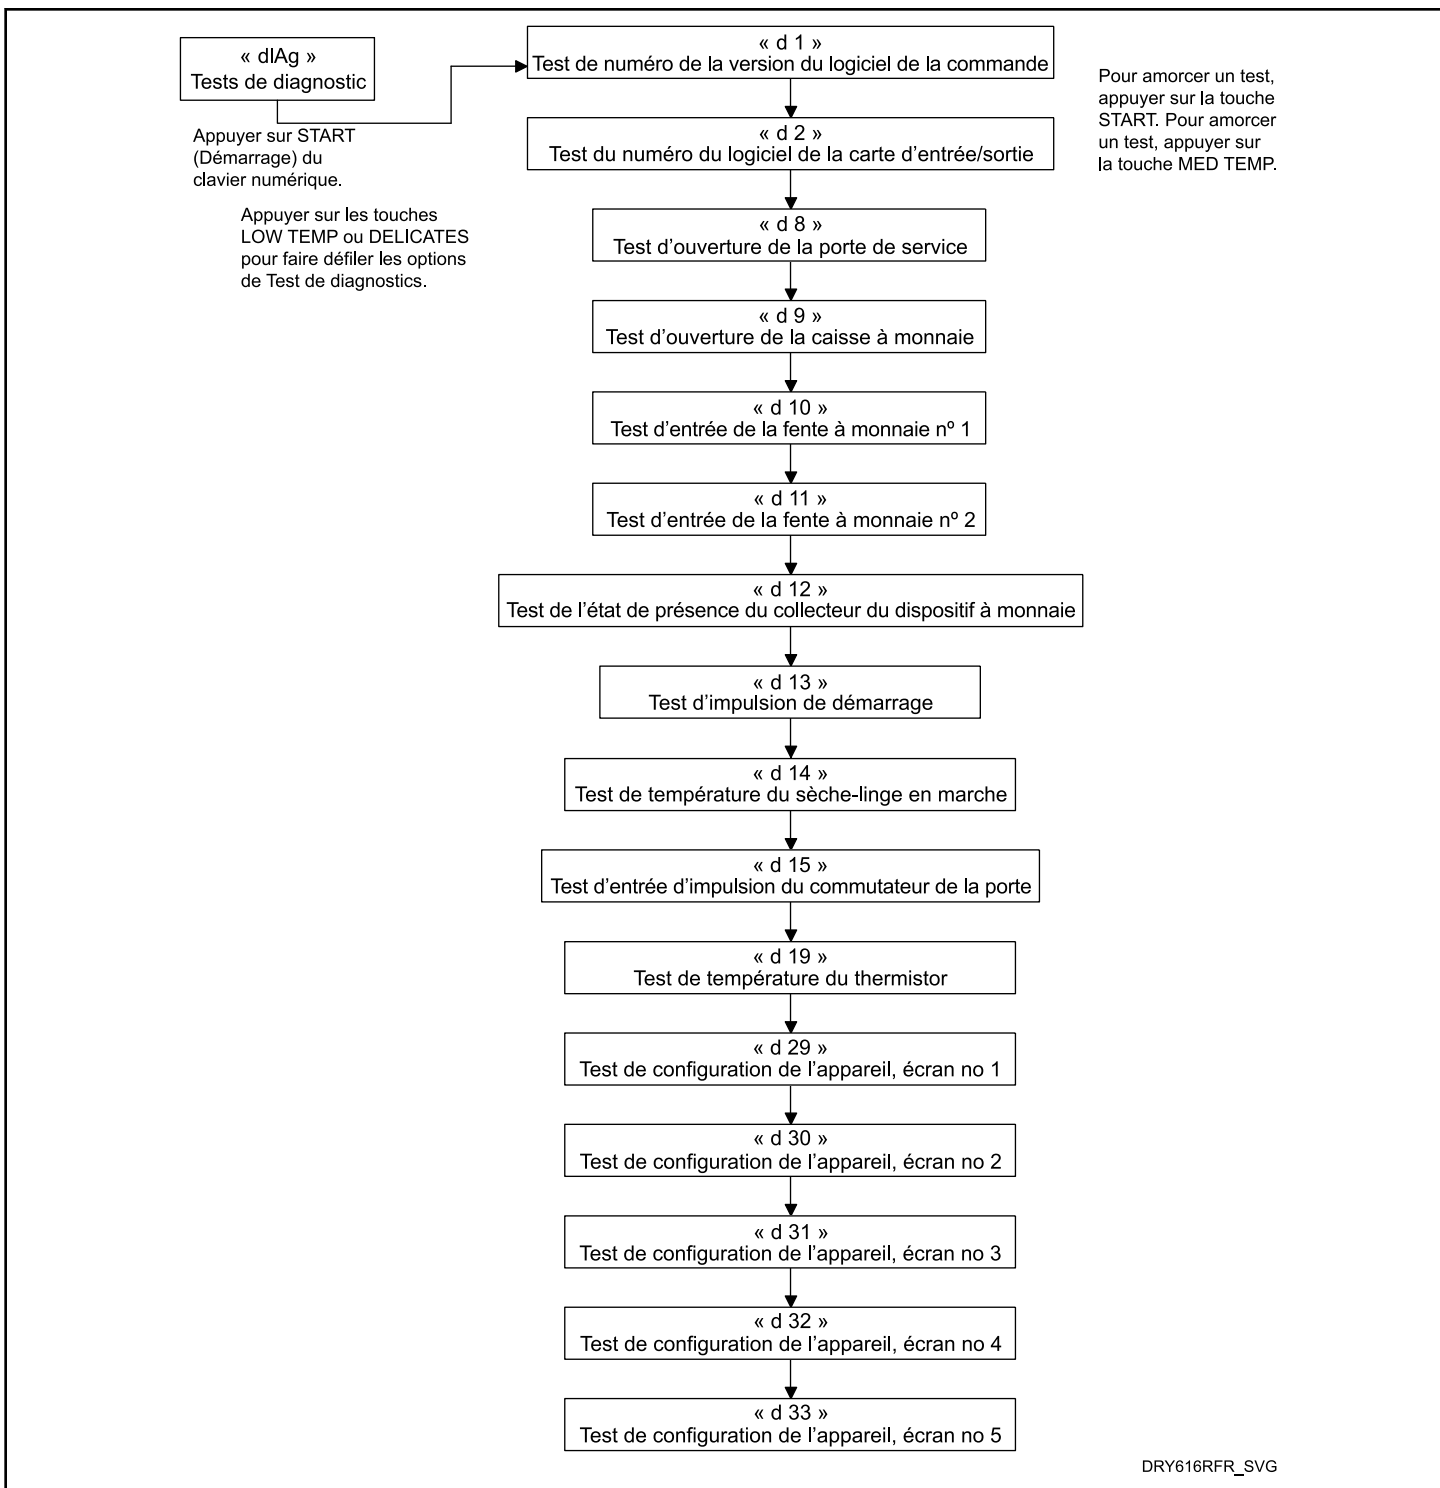 « dIAg »
Tests de diagnostic
Appuyer sur START
(Démarrage) du
clavier numérique.
Appuyer sur les touches
LOW TEMP ou DELICATES
pour faire défiler les options
de Test de diagnostics.
« d 1 »
Test de numéro de la version du logiciel de la commande
Pour amorcer un test,
appuyer sur la touche
START. Pour amorcer
un test, appuyer sur
la touche MED TEMP.
« d 2 »
Test du numéro du logiciel de la carte d’entrée/sortie
« d 8 »
Test d’ouverture de la porte de service
« d 9 »
Test d’ouverture de la caisse à monnaie
« d 10 »
Test d’entrée de la fente à monnaie nº 1
« d 11 »
Test d’entrée de la fente à monnaie nº 2
« d 12 »
Test de l’état de présence du collecteur du dispositif à monnaie
« d 13 »
Test d’impulsion de démarrage
« d 14 »
Test de température du sèche-linge en marche
« d 15 »
Test d’entrée d’impulsion du commutateur de la porte
« d 19 »
Test de température du thermistor
« d 29 »
Test de configuration de l’appareil, écran no 1
« d 30 »
Test de configuration de l’appareil, écran no 2
« d 31 »
Test de configuration de l’appareil, écran no 3
« d 32 »
Test de configuration de l’appareil, écran no 4
« d 33 »
Test de configuration de l’appareil, écran no 5
DRY616RFR_SVG